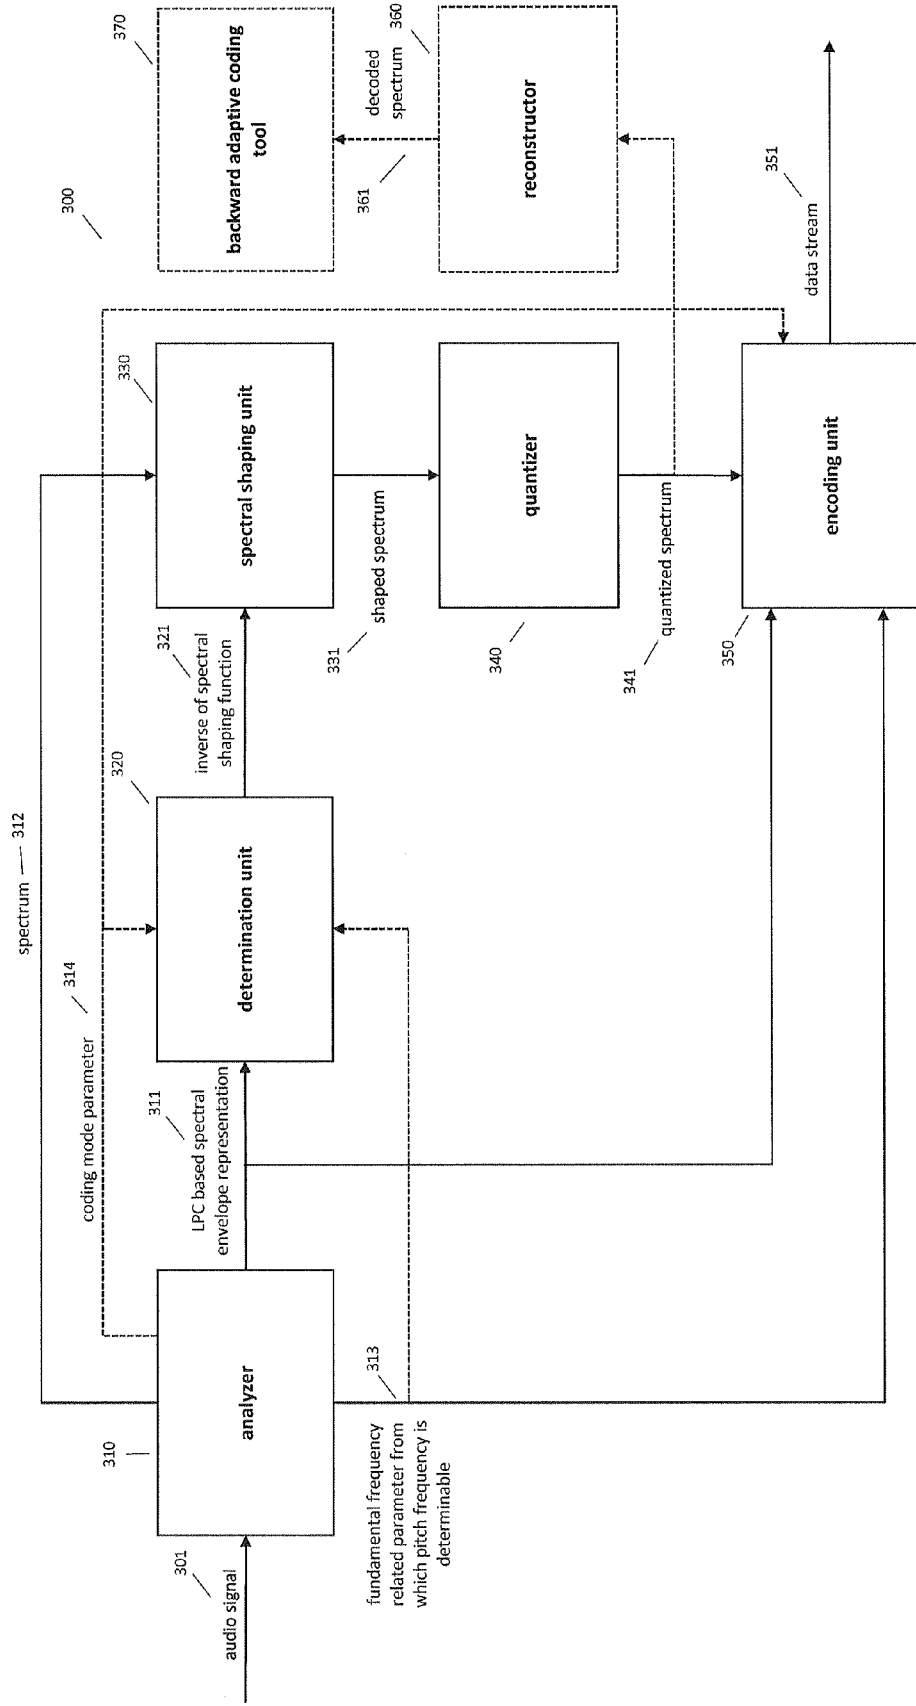 300
spectrum
312
314
coding mode parameter
audio signal
301
310
analyzer
313
fundamental frequency
related parameter from
which pitch frequency is
determinable
311
LPC based spectral
envelope representation
320
determination unit
321
inverse of spectral
shaping function
330
spectral shaping unit
331
shaped spectrum
340
quantizer
341
quantized spectrum
350
encoding unit
351
data stream
360
reconstructor
361
decoded
spectrum
370
backward adaptive coding
tool